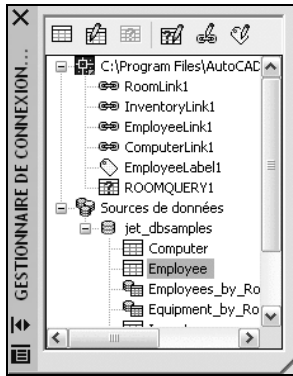 GESTIONNAIRE DE CONNEXION...
C:\Program Files\AutoCAD
RoomLink1
InventoryLink1
EmployeeLink1
ComputerLink1
EmployeeLabel1
ROOMQUERY1
Sources de données
jet_dbsamples
Computer
Employee
Employees_by_Ro
Equipment_by_Ro